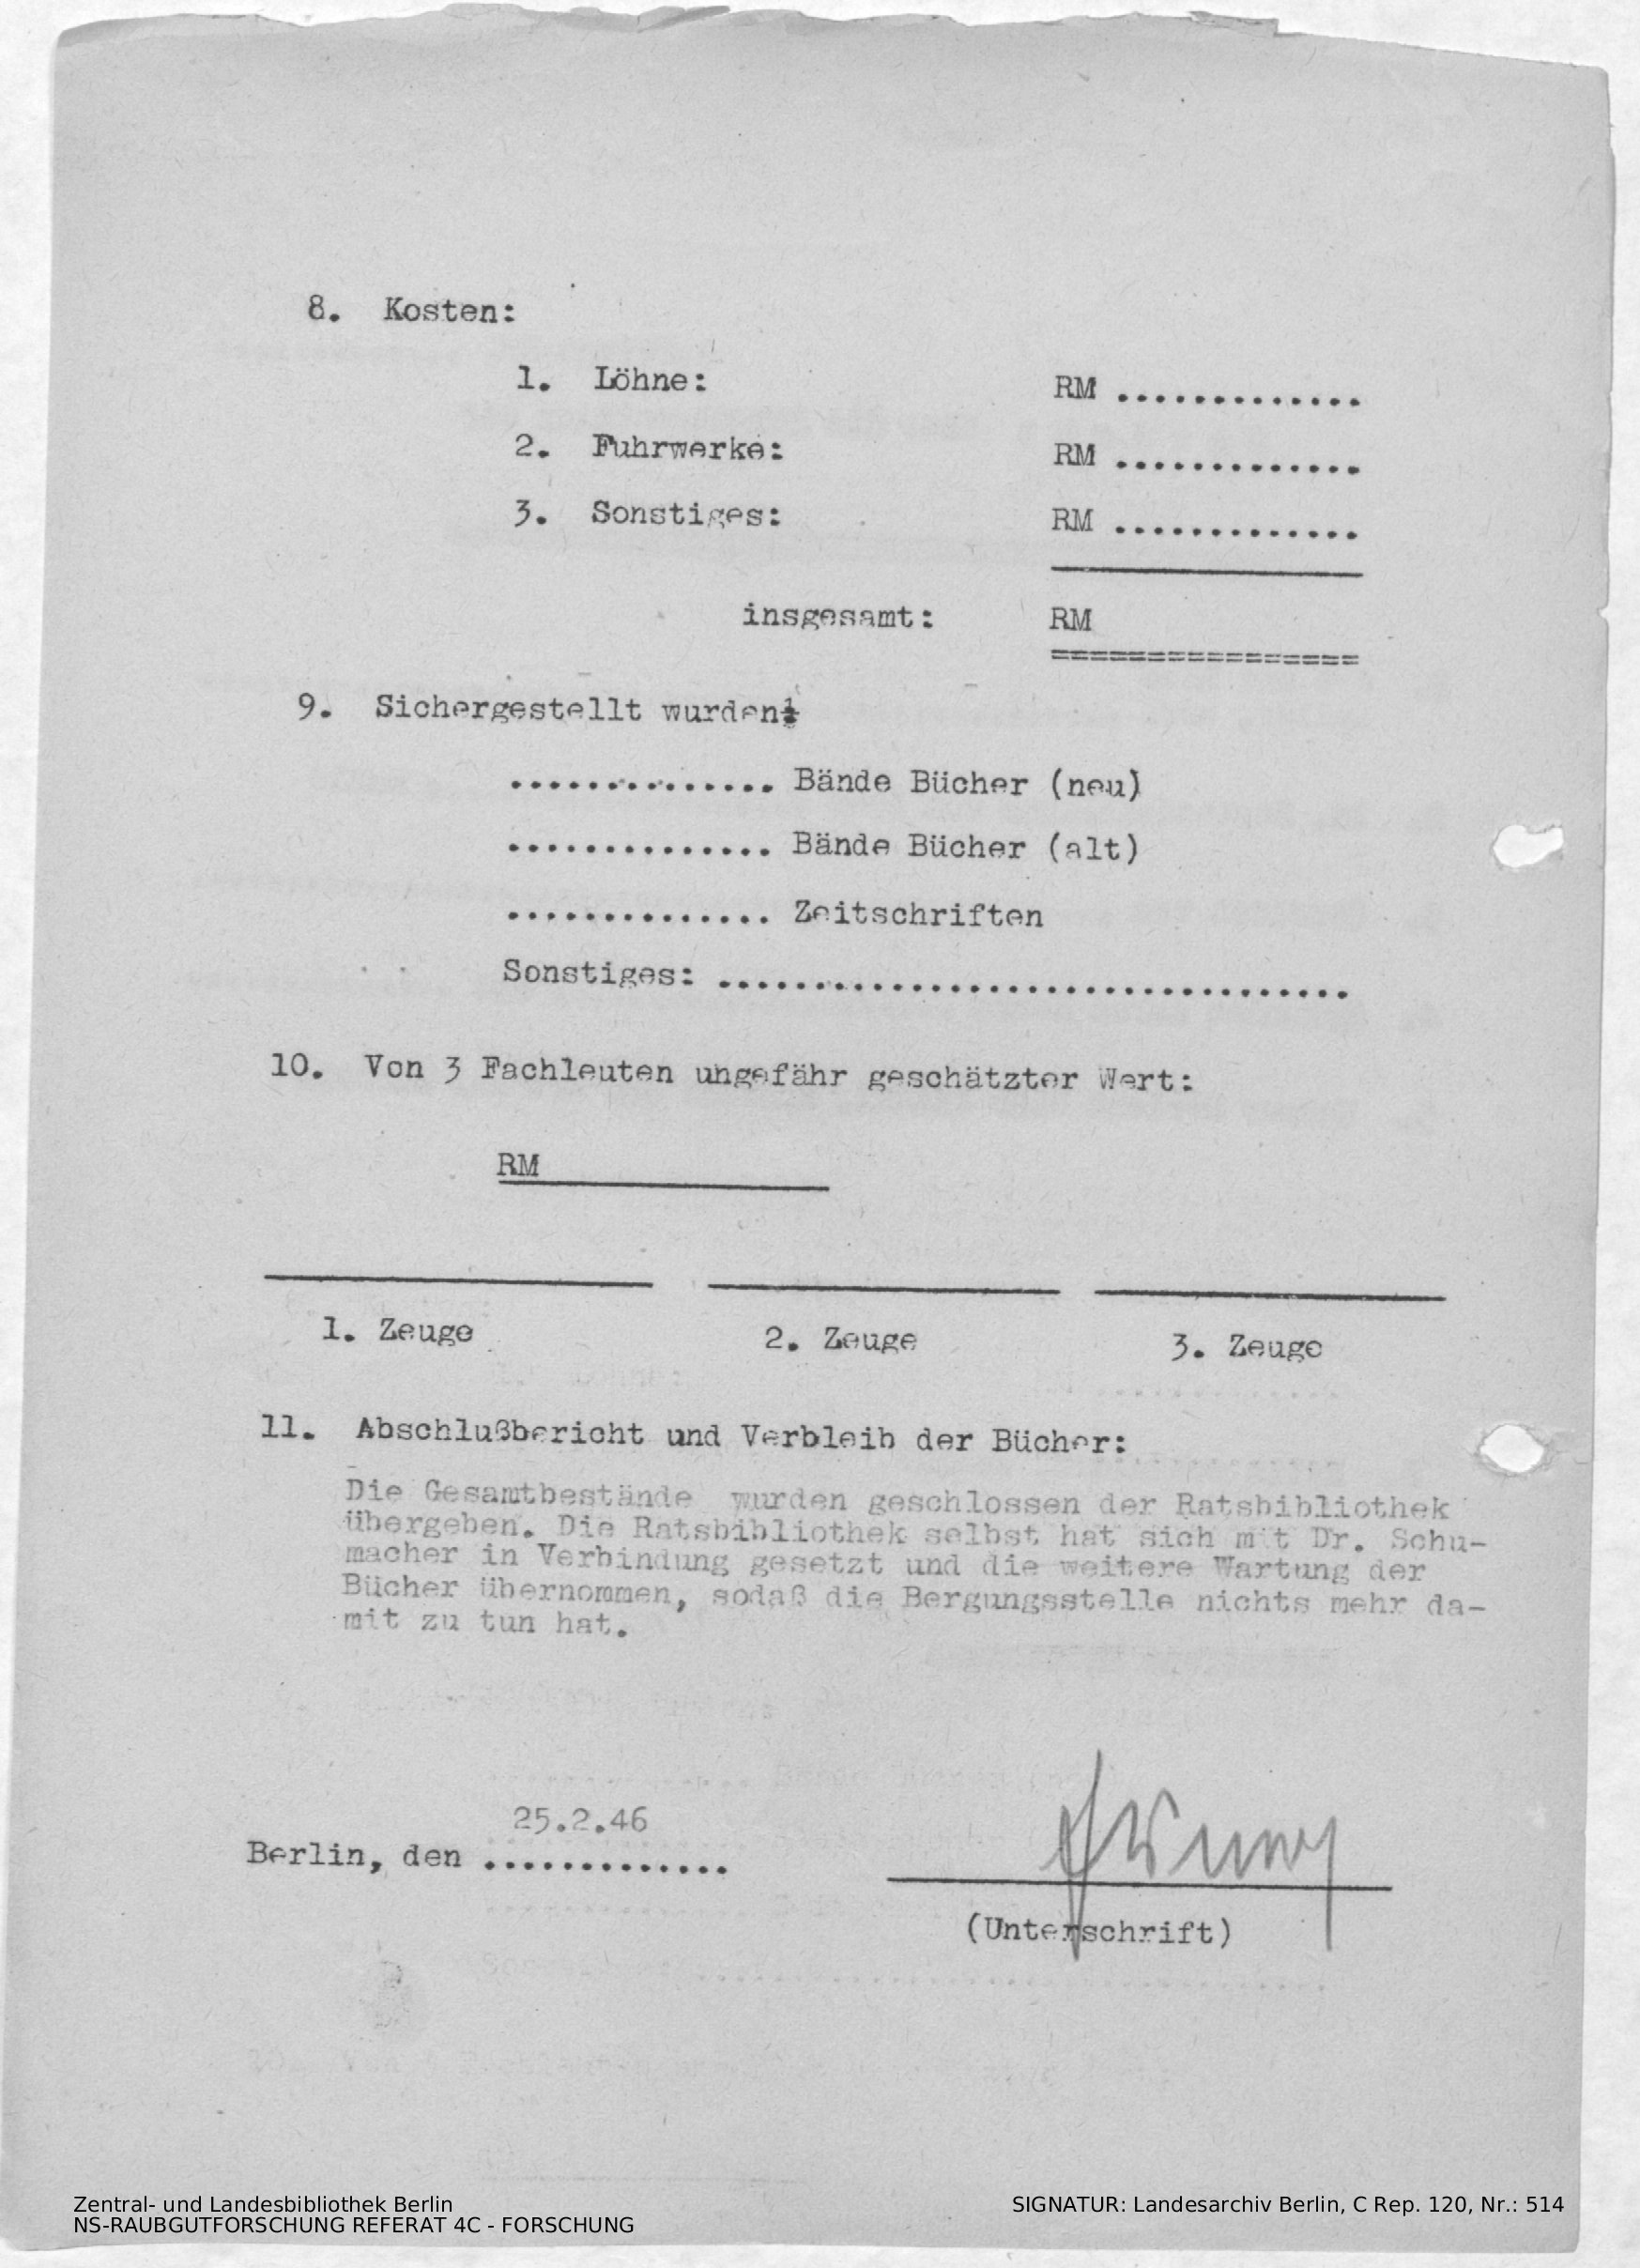 8. Kosten:
1. Löhne: RM .............
2. Fuhrwerke: RM .............
3. Sonstiges: RM .............
insgesamt: RM
================
9. Sichergestellt wurden:
.............. Bände Bücher (neu)
.............. Bände Bücher (alt)
.............. Zeitschriften
Sonstiges: .................................
10. Von 3 Fachleuten ungefähr geschätzter Wert:
RM
1. Zeuge 2. Zeuge 3. Zeuge
11. Abschlußbericht und Verbleib der Bücher:
Die Gesamtbestände wurden geschlossen der Ratsbibliothek
übergeben. Die Ratsbibliothek selbst hat sich mit Dr. Schu-
macher in Verbindung gesetzt und die weitere Wartung der
Bücher übernommen, sodaß die Bergungsstelle nichts mehr da-
mit zu tun hat.
25.2.46
Berlin, den .............
(Unterschrift)
Zentral- und Landesbibliothek Berlin
NS-RAUBGUTFORSCHUNG REFERAT 4C - FORSCHUNG
SIGNATUR: Landesarchiv Berlin, C Rep. 120, Nr.: 514